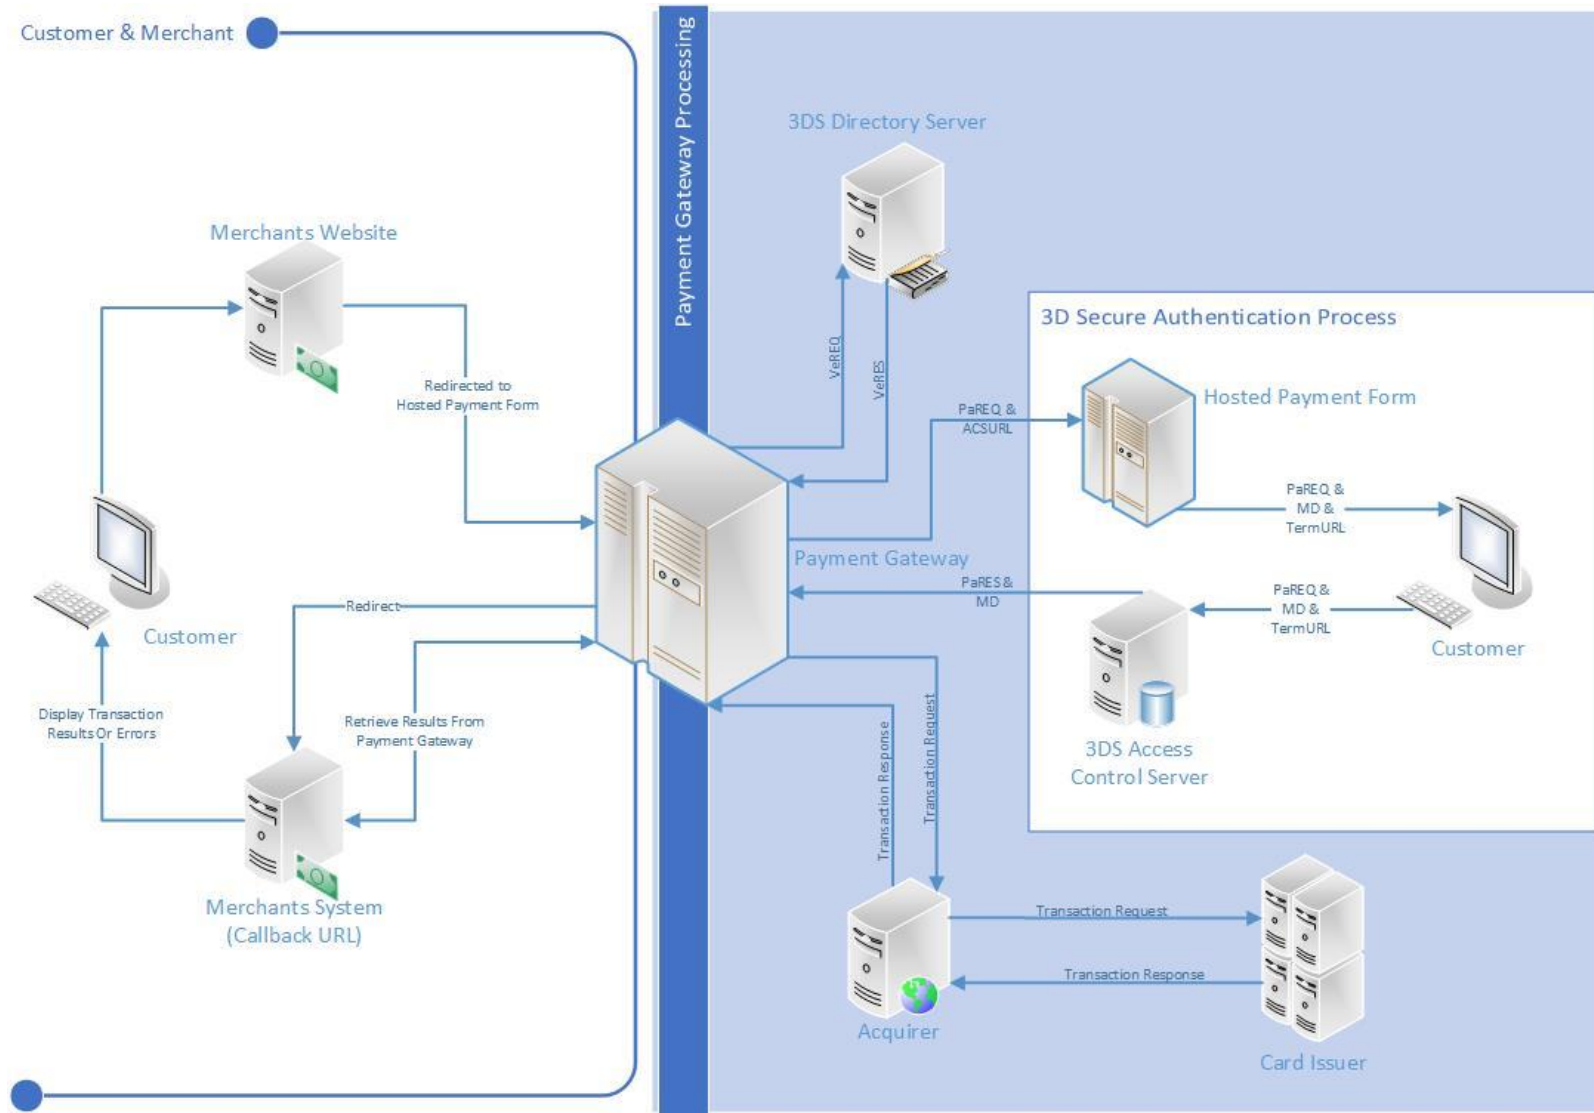 Customer & Merchant
Payment Gateway Processing
3DS Directory Server
Merchants Website
VeREQ
VeRES
3D Secure Authentication Process
Redirected to
Hosted Payment Form
PaREQ &
ACSURL
Hosted Payment Form
PaREQ &
MD &
TermURL
Payment Gateway
PaRES &
MD
PaREQ &
MD &
TermURL
Redirect
Customer
Customer
Display Transaction
Results Or Errors
Retrieve Results From
Payment Gateway
Transaction Response
Transaction Request
3DS Access
Control Server
Merchants System
(Callback URL)
Transaction Request
Transaction Response
Acquirer
Card Issuer